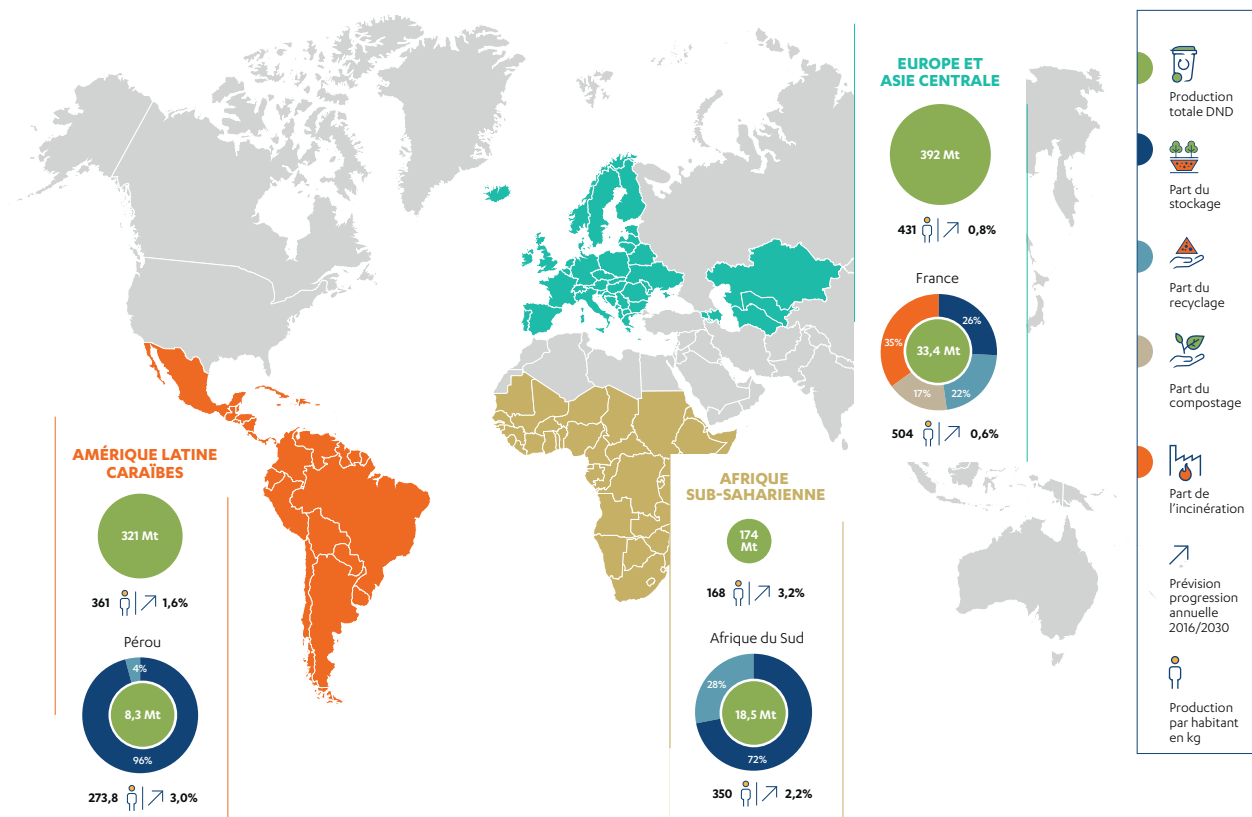 EUROPE ET
ASIE CENTRALE
392 Mt
431
0,8%
France
26%
35%
33,4 Mt
17%
22%
504
0,6%
AMÉRIQUE LATINE
CARAÏBES
321 Mt
361
1,6%
Pérou
4%
8,3 Mt
96%
273,8
3,0%
AFRIQUE
SUB-SAHARIENNE
174
Mt
168
3,2%
Afrique du Sud
28%
18,5 Mt
72%
350
2,2%
Production
totale DND
Part du
stockage
Part du
recyclage
Part du
compostage
Part de
l'incinération
Prévision
progression
annuelle
2016/2030
Production
par habitant
en kg